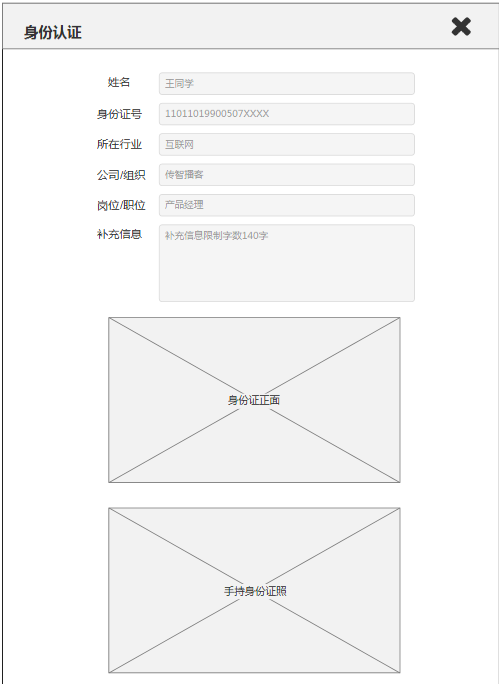 身份认证
姓名 王同学
身份证号 11011019900507XXXX
所在行业 互联网
公司/组织 传智播客
岗位/职位 产品经理
补充信息 补充信息限制字数140字
身份证正面
手持身份证照